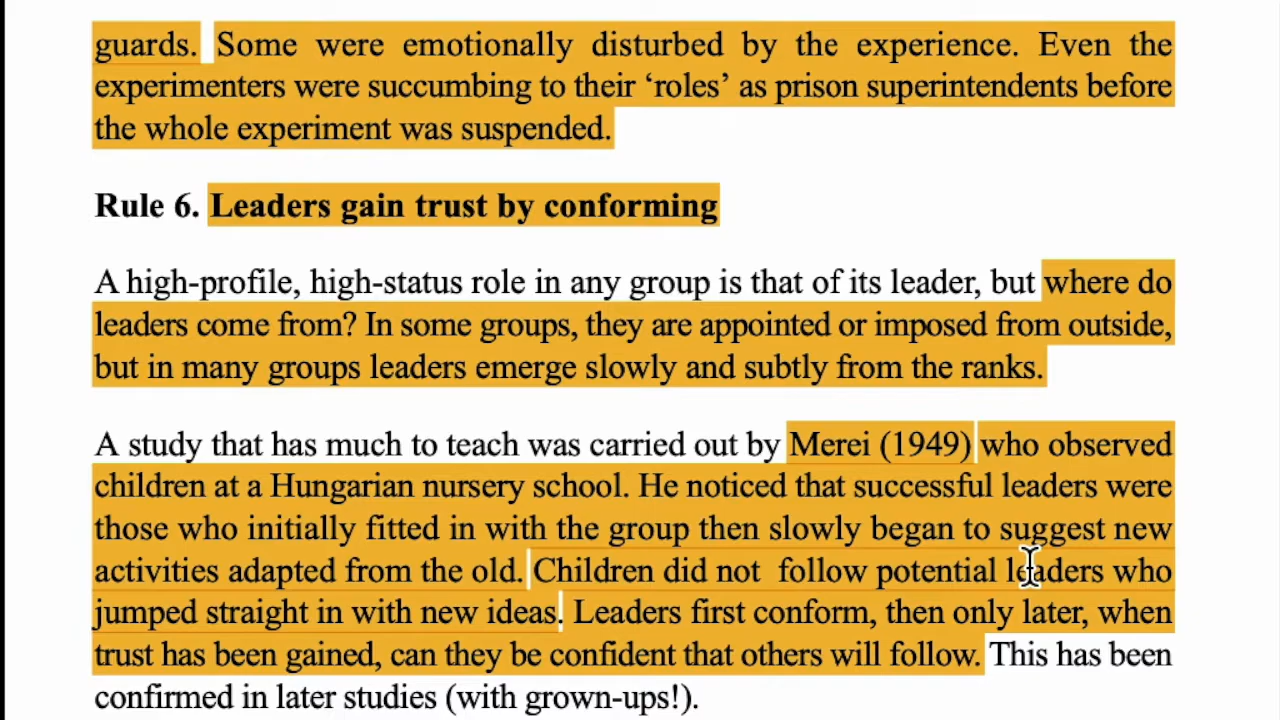 guards. Some were emotionally disturbed by the experience. Even the
experimenters were succumbing to their ‘roles’ as prison superintendents before
the whole experiment was suspended.
Rule 6. Leaders gain trust by conforming
A high-profile, high-status role in any group is that of its leader, but where do
leaders come from? In some groups, they are appointed or imposed from outside,
but in many groups leaders emerge slowly and subtly from the ranks.
A study that has much to teach was carried out by Merei (1949) who observed
children at a Hungarian nursery school. He noticed that successful leaders were
those who initially fitted in with the group then slowly began to suggest new
activities adapted from the old. Children did not follow potential leaders who
jumped straight in with new ideas. Leaders first conform, then only later, when
trust has been gained, can they be confident that others will follow. This has been
confirmed in later studies (with grown-ups!).